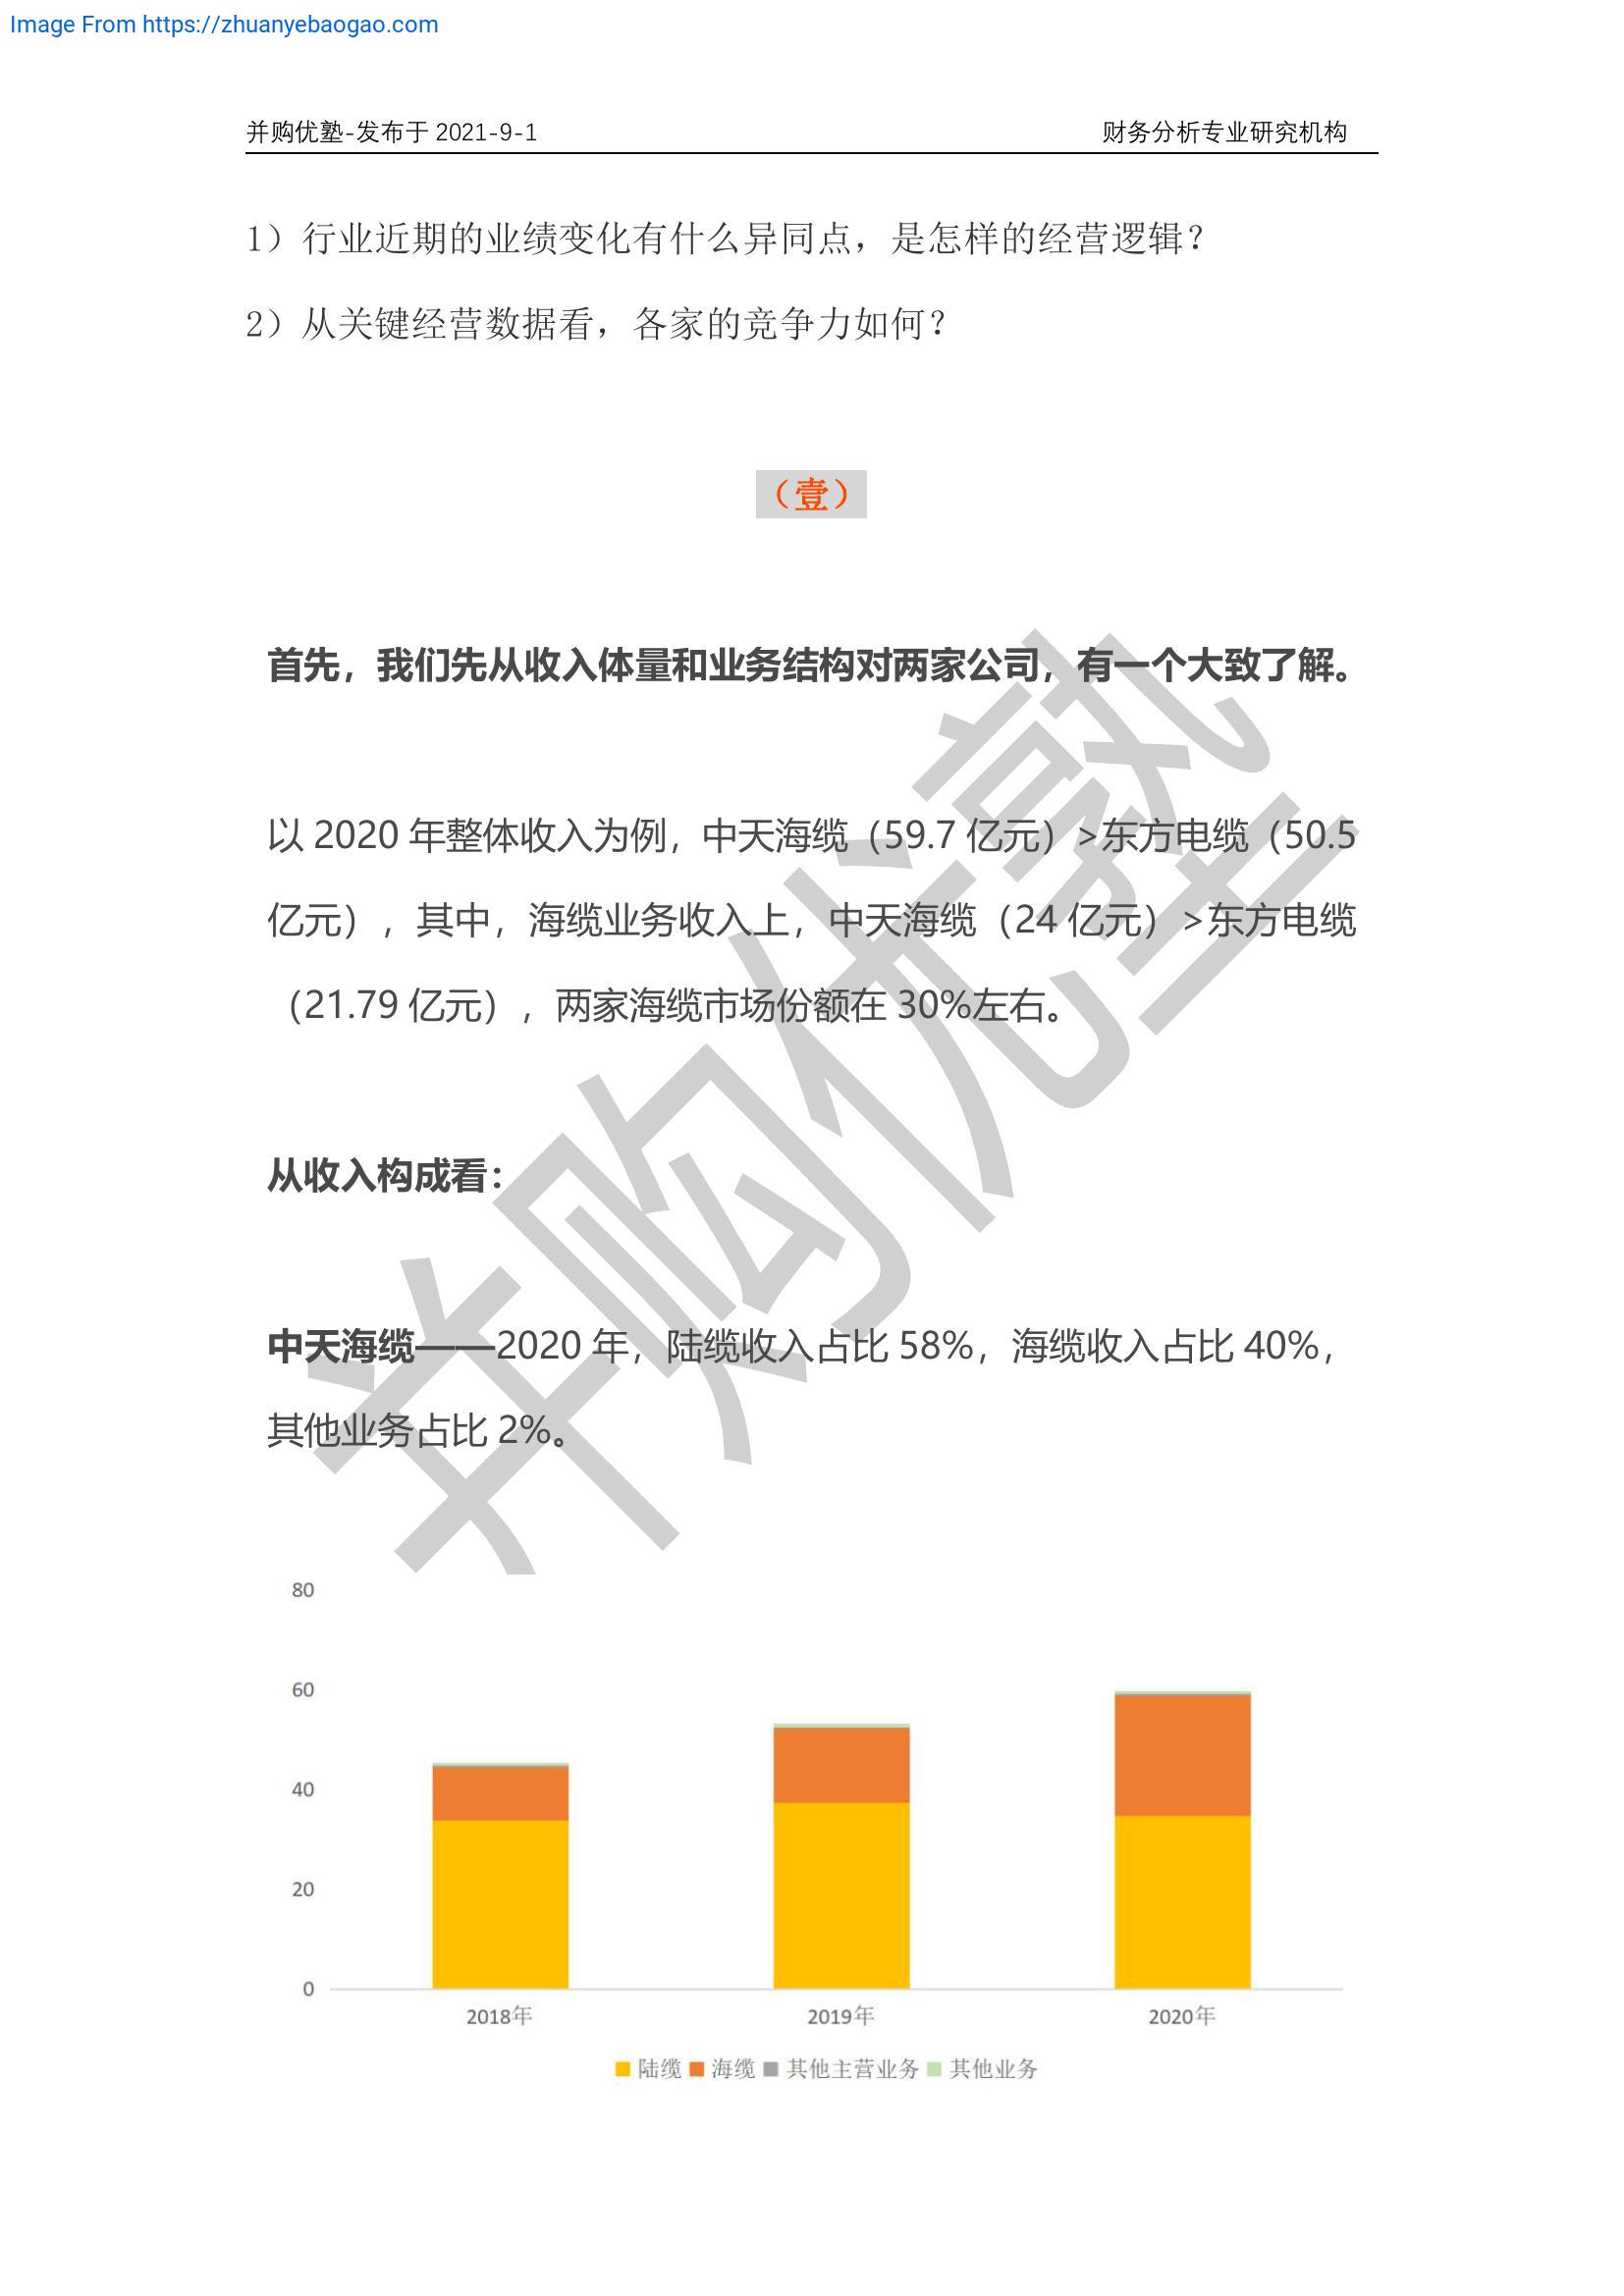 Image From https://zhuanyebaogao.com
并购优塾-发布于 2021-9-1 财务分析专业研究机构
1）行业近期的业绩变化有什么异同点，是怎样的经营逻辑？
2）从关键经营数据看，各家的竞争力如何？
（壹）
首先，我们先从收入体量和业务结构对两家公司，有一个大致了解。
以 2020 年整体收入为例，中天海缆（59.7 亿元）>东方电缆（50.5
亿元），其中，海缆业务收入上，中天海缆（24 亿元）>东方电缆
（21.79 亿元），两家海缆市场份额在 30%左右。
从收入构成看：
中天海缆——2020 年，陆缆收入占比 58%，海缆收入占比 40%，
其他业务占比 2%。
并购优塾
80
60
40
20
0
2018年 2019年 2020年
陆缆 海缆 其他主营业务 其他业务